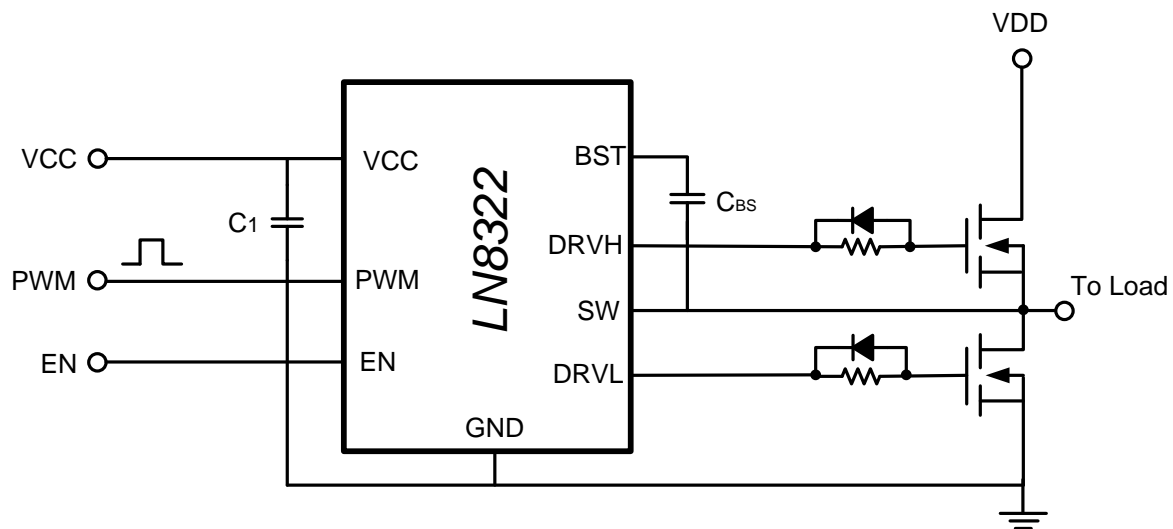 VDD
VCC
VCC
BST
C1
CBS
LN8322
DRVH
PWM
PWM
SW
To Load
EN
EN
DRVL
GND